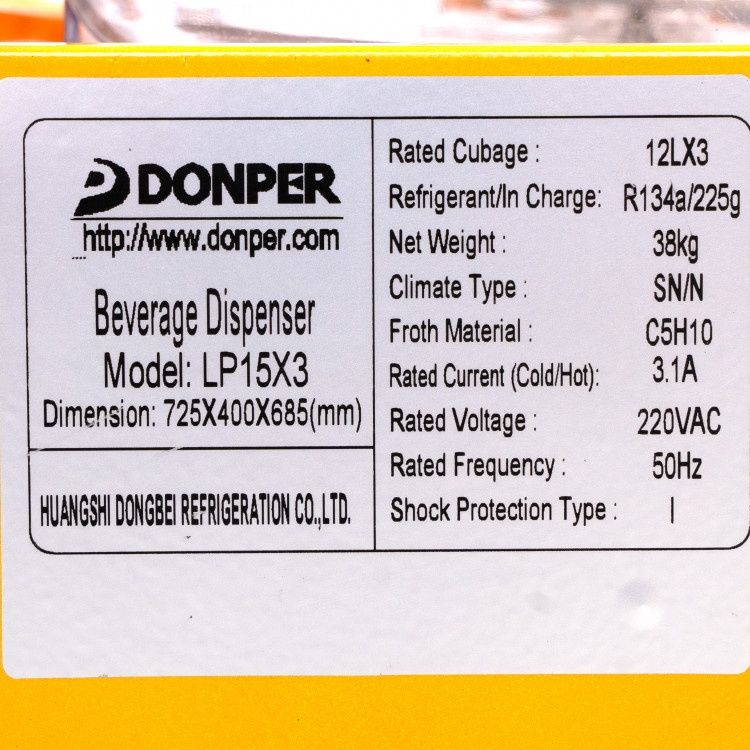 DONPER
http://www.donper.com
Beverage Dispenser
Model: LP15X3
Dimension: 725X400X685(mm)
HUANGSHI DONGBEI REFRIGERATION CO.,LTD.
Rated Cubage : 12LX3
Refrigerant/In Charge: R134a/225g
Net Weight : 38kg
Climate Type : SN/N
Froth Material : C5H10
Rated Current (Cold/Hot): 3.1A
Rated Voltage : 220VAC
Rated Frequency : 50Hz
Shock Protection Type : I